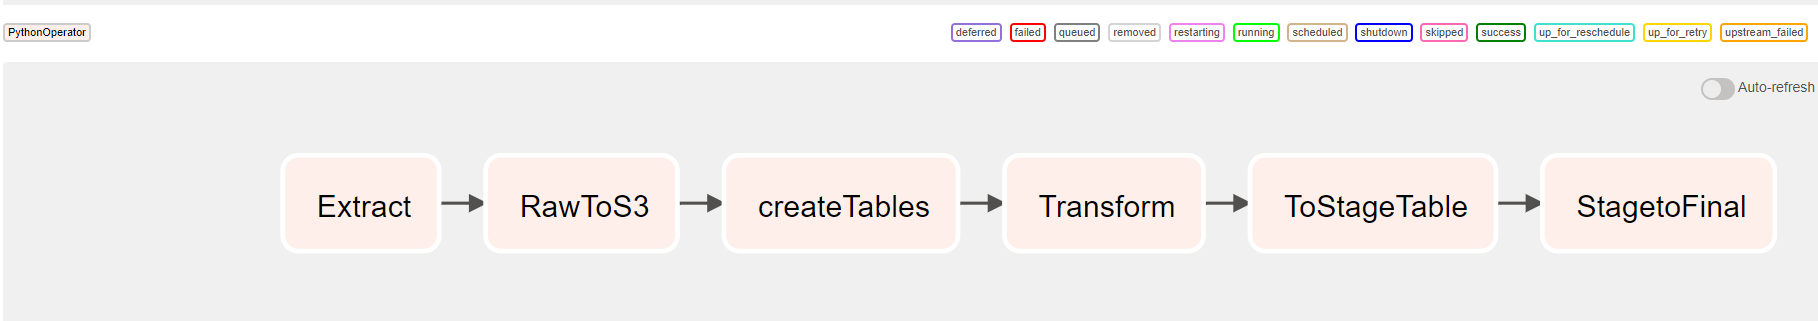 PythonOperator deferred failed queued removed restarting running scheduled shutdown skipped success up_for_reschedule up_for_retry upstream_failed
Auto-refresh
Extract RawToS3 createTables Transform ToStageTable StagetoFinal